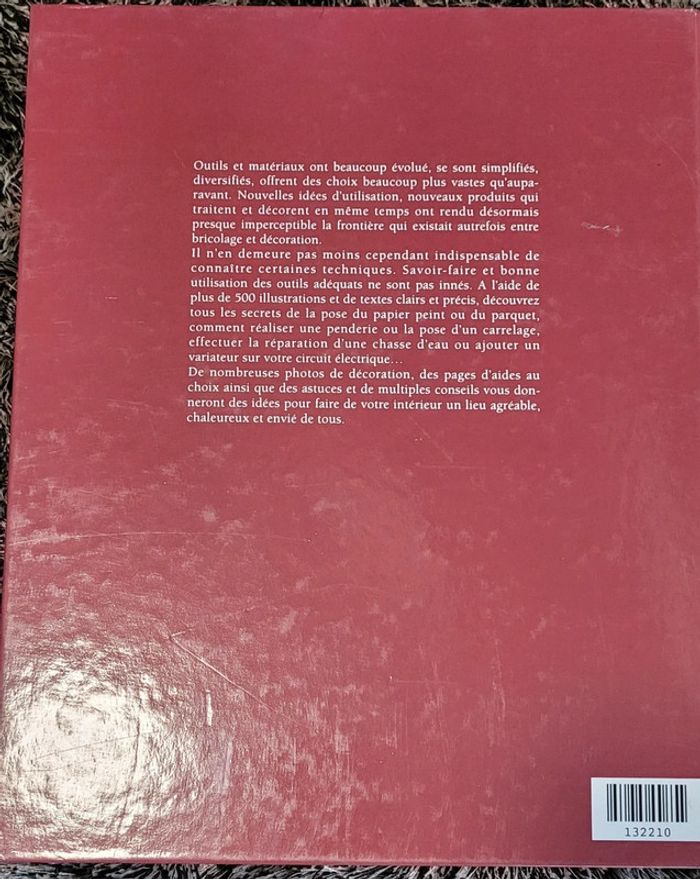 Outils et matériaux ont beaucoup évolué, se sont simplifiés,
diversifiés, offrent des choix beaucoup plus vastes qu'aupa-
ravant. Nouvelles idées d'utilisation, nouveaux produits qui
traitent et décorent en même temps ont rendu désormais
presque imperceptible la frontière qui existait autrefois entre
bricolage et décoration.
Il n'en demeure pas moins cependant indispensable de
connaître certaines techniques. Savoir-faire et bonne
utilisation des outils adéquats ne sont pas innés. A l'aide de
plus de 500 illustrations et de textes clairs et précis, découvrez
tous les secrets de la pose du papier peint ou du parquet,
comment réaliser une penderie ou la pose d'un carrelage,
effectuer la réparation d'une chasse d'eau ou ajouter un
variateur sur votre circuit électrique...
De nombreuses photos de décoration, des pages d'aides au
choix ainsi que des astuces et de multiples conseils vous don-
neront des idées pour faire de votre intérieur un lieu agréable,
chaleureux et envié de tous.
132210